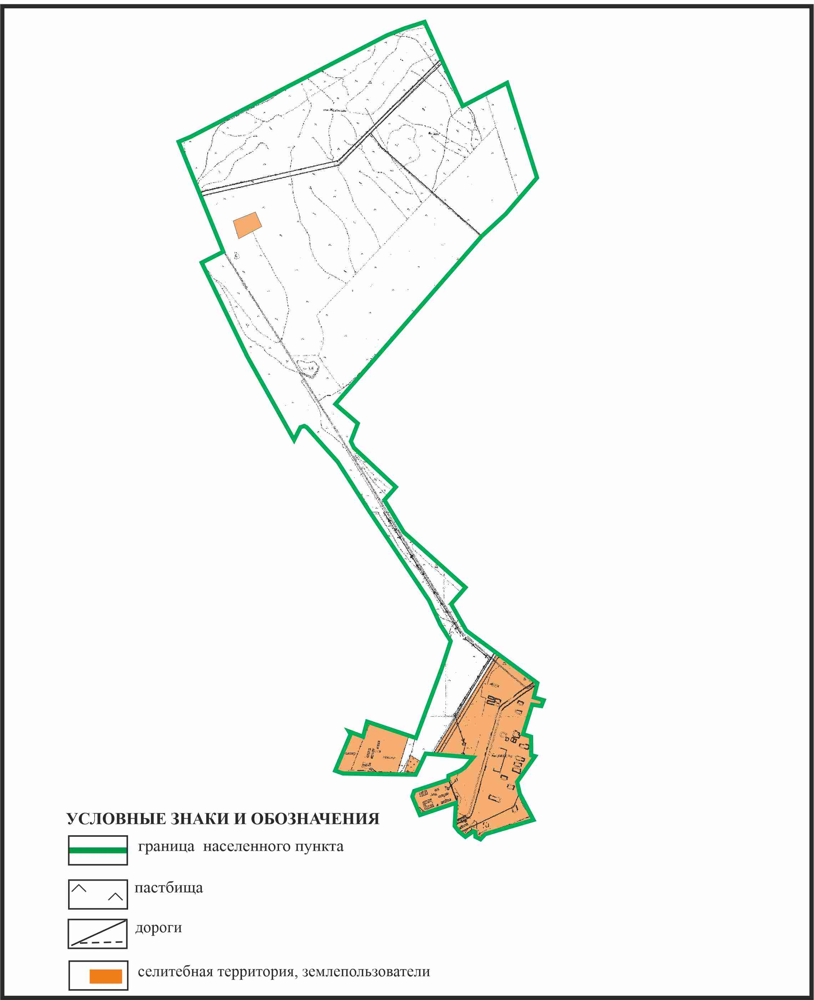 УСЛОВНЫЕ ЗНАКИ И ОБОЗНАЧЕНИЯ
граница населенного пункта
пастбища
дороги
селитебная территория, землепользователи